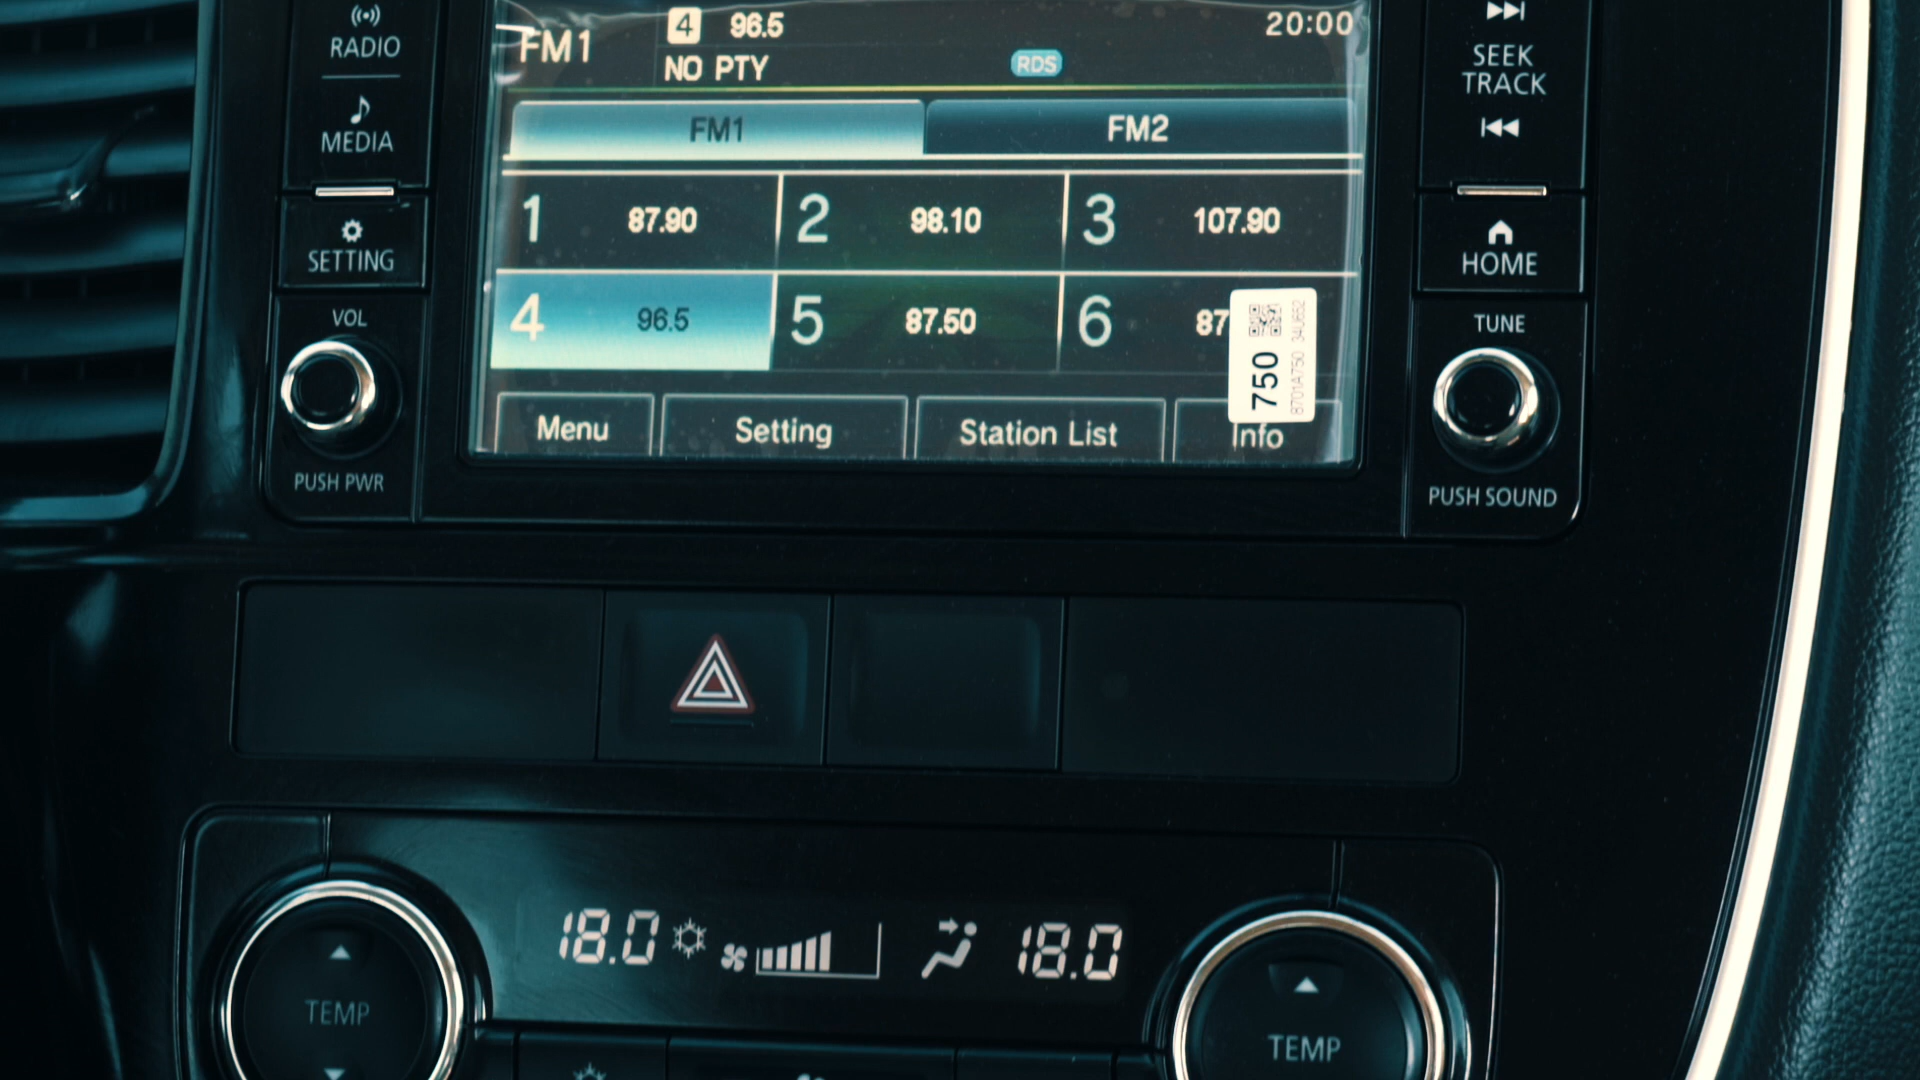 RADIO
MEDIA
SETTING
VOL
PUSH PWR
FM1
4 96.5
NO PTY
RDS
20:00
FM1 FM2
1 87.90 2 98.10 3 107.90
4 96.5 5 87.50 6 87
750
8701A750 34U652
Menu Setting Station List Info
SEEK
TRACK
HOME
TUNE
PUSH SOUND
18.0 18.0
TEMP
TEMP